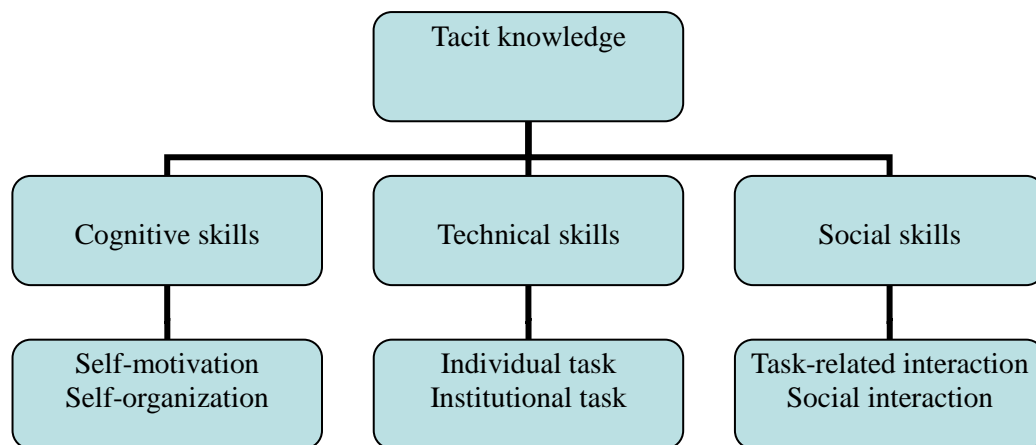 Tacit knowledge
Cognitive skills
Technical skills
Social skills
Self-motivation
Self-organization
Individual task
Institutional task
Task-related interaction
Social interaction